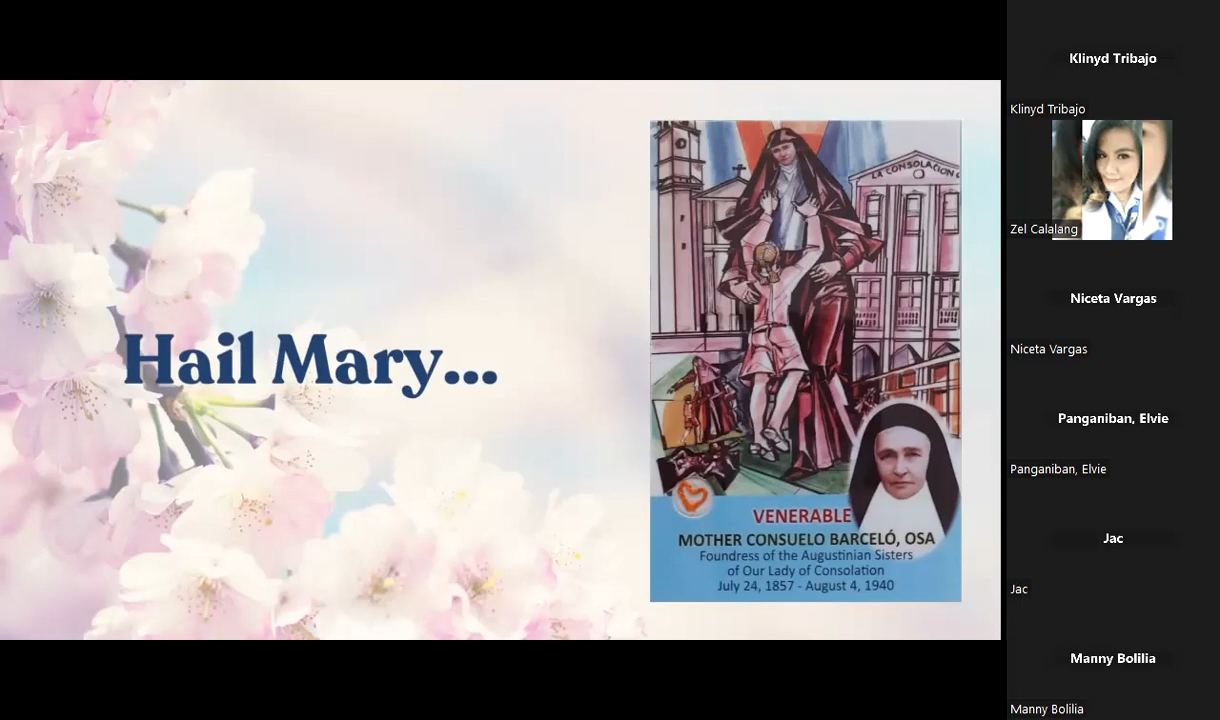 Hail Mary...
LA CONSOLACION
VENERABLE
MOTHER CONSUELO BARCELÓ, OSA
Foundress of the Augustinian Sisters
of Our Lady of Consolation
July 24, 1857 - August 4, 1940
Klinyd Tribajo
Klinyd Tribajo
Zel Calalang
Niceta Vargas
Niceta Vargas
Panganiban, Elvie
Panganiban, Elvie
Jac
Jac
Manny Bolilia
Manny Bolilia